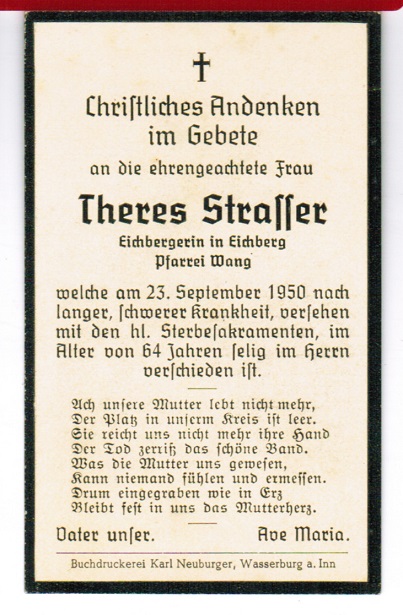 Christliches Andenken
im Gebete
an die ehrengeachtete Frau
Theres Strasser
Eichbergerin in Eichberg
Pfarrei Wang
welche am 23. September 1950 nach
langer, schwerer Krankheit, versehen
mit den hl. Sterbesakramenten, im
Alter von 64 Jahren selig im Herrn
verschieden ist.
Ach unsere Mutter lebt nicht mehr,
Der Platz in unserm Kreis ist leer.
Sie reicht uns nicht mehr ihre Hand
Der Tod zerriß das schöne Band.
Was die Mutter uns gewesen,
Kann niemand fühlen und ermessen.
Drum eingegraben wie in Erz
Bleibt fest in uns das Mutterherz.
Vater unser. Ave Maria.
Buchdruckerei Karl Neuburger, Wasserburg a. Inn